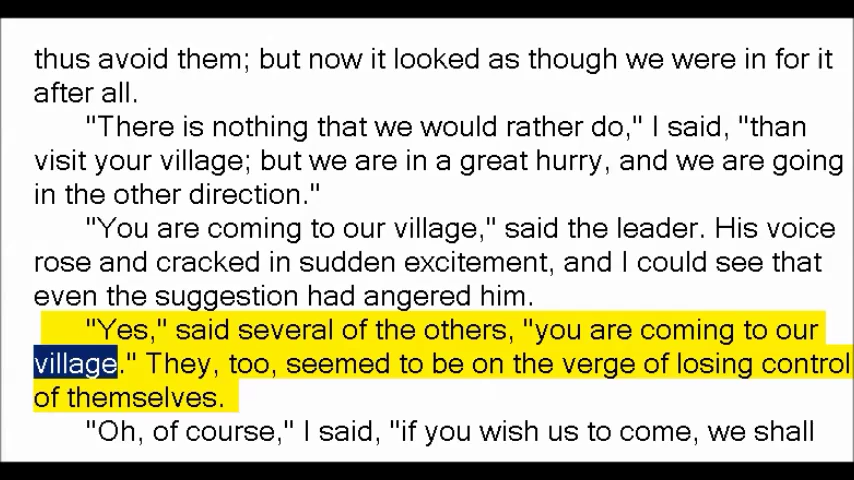 thus avoid them; but now it looked as though we were in for it
after all.
"There is nothing that we would rather do," I said, "than
visit your village; but we are in a great hurry, and we are going
in the other direction."
"You are coming to our village," said the leader. His voice
rose and cracked in sudden excitement, and I could see that
even the suggestion had angered him.
"Yes," said several of the others, "you are coming to our
village." They, too, seemed to be on the verge of losing control
of themselves.
"Oh, of course," I said, "if you wish us to come, we shall